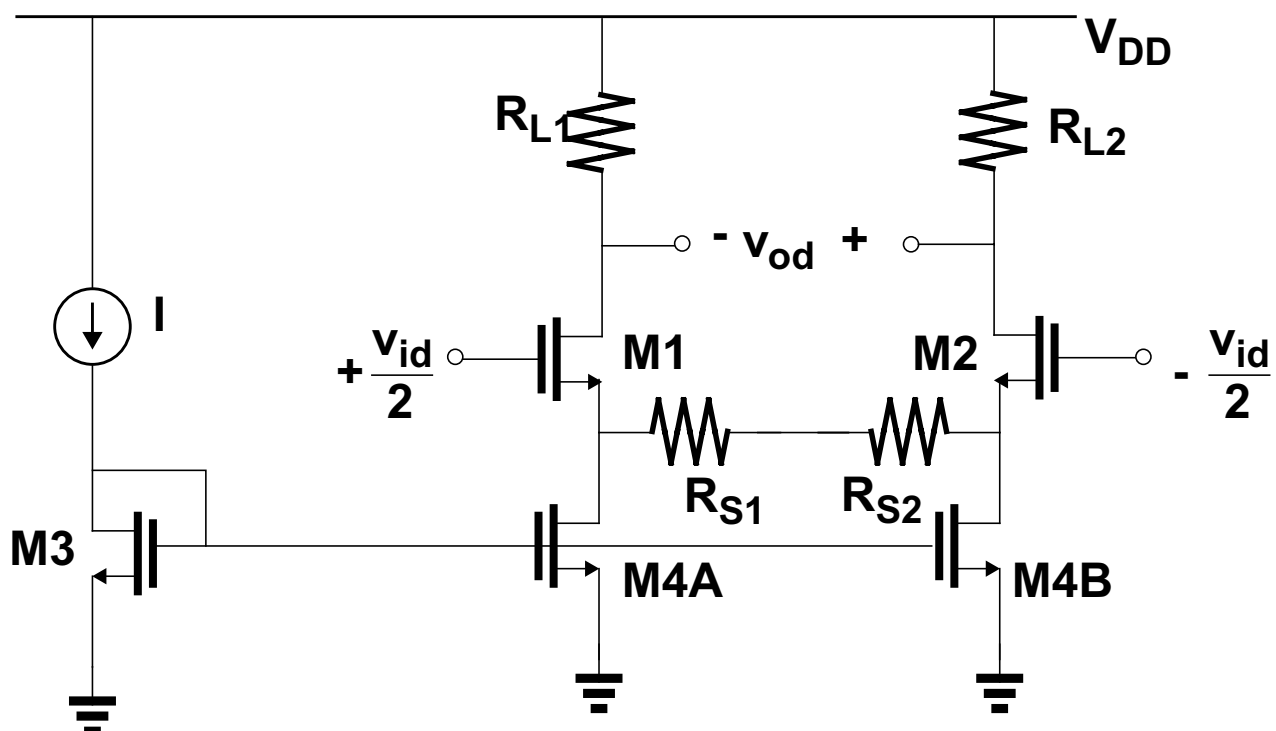 VDD
RL1
RL2
- vod +
I
+ vid/2
M1
M2
- vid/2
RS1
RS2
M3
M4A
M4B